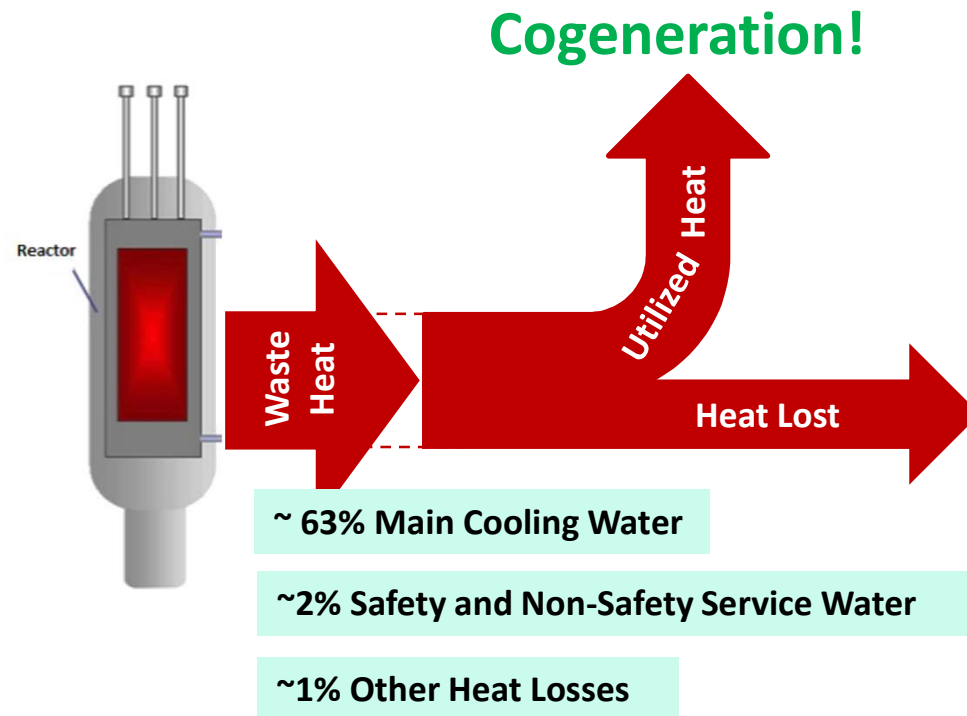 Cogeneration!
Reactor
Waste
Heat
Utilized Heat
Heat Lost
~ 63% Main Cooling Water
~2% Safety and Non-Safety Service Water
~1% Other Heat Losses